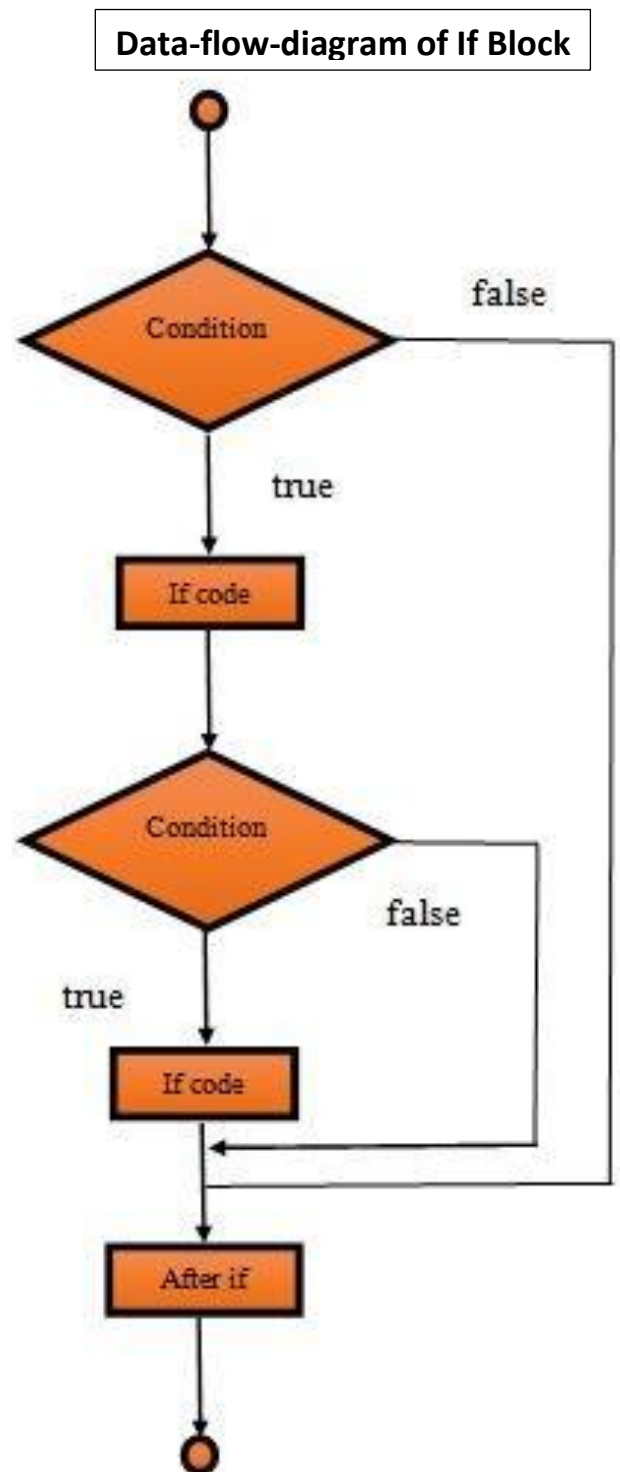 Data-flow-diagram of If Block
Condition
false
true
If code
Condition
false
true
If code
After if